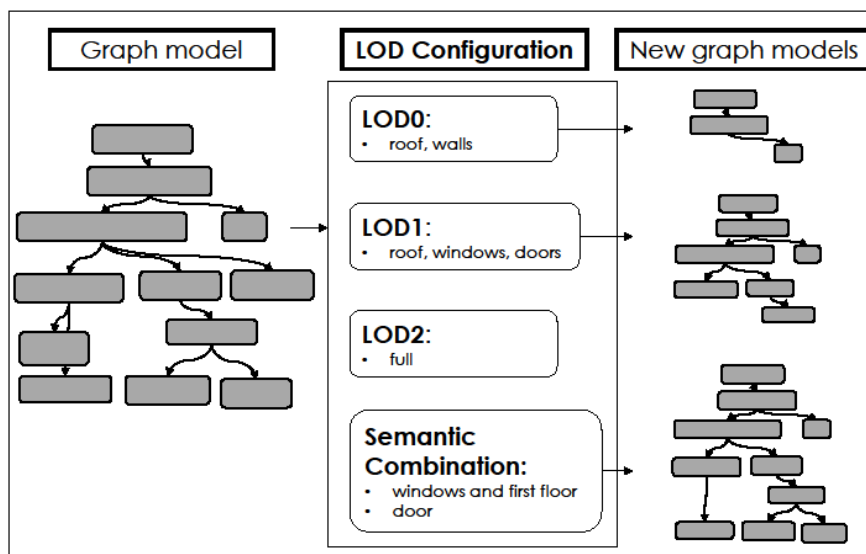 Graph model
LOD Configuration
New graph models
LOD0:
• roof, walls
LOD1:
• roof, windows, doors
LOD2:
• full
Semantic
Combination:
• windows and first floor
• door